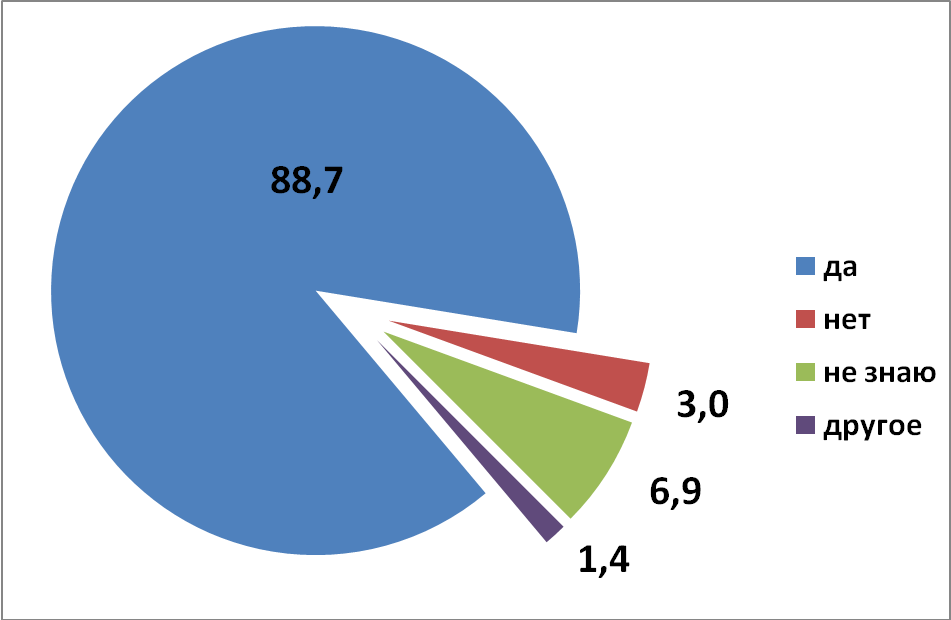 88,7
3,0
6,9
1,4
да
нет
не знаю
другое